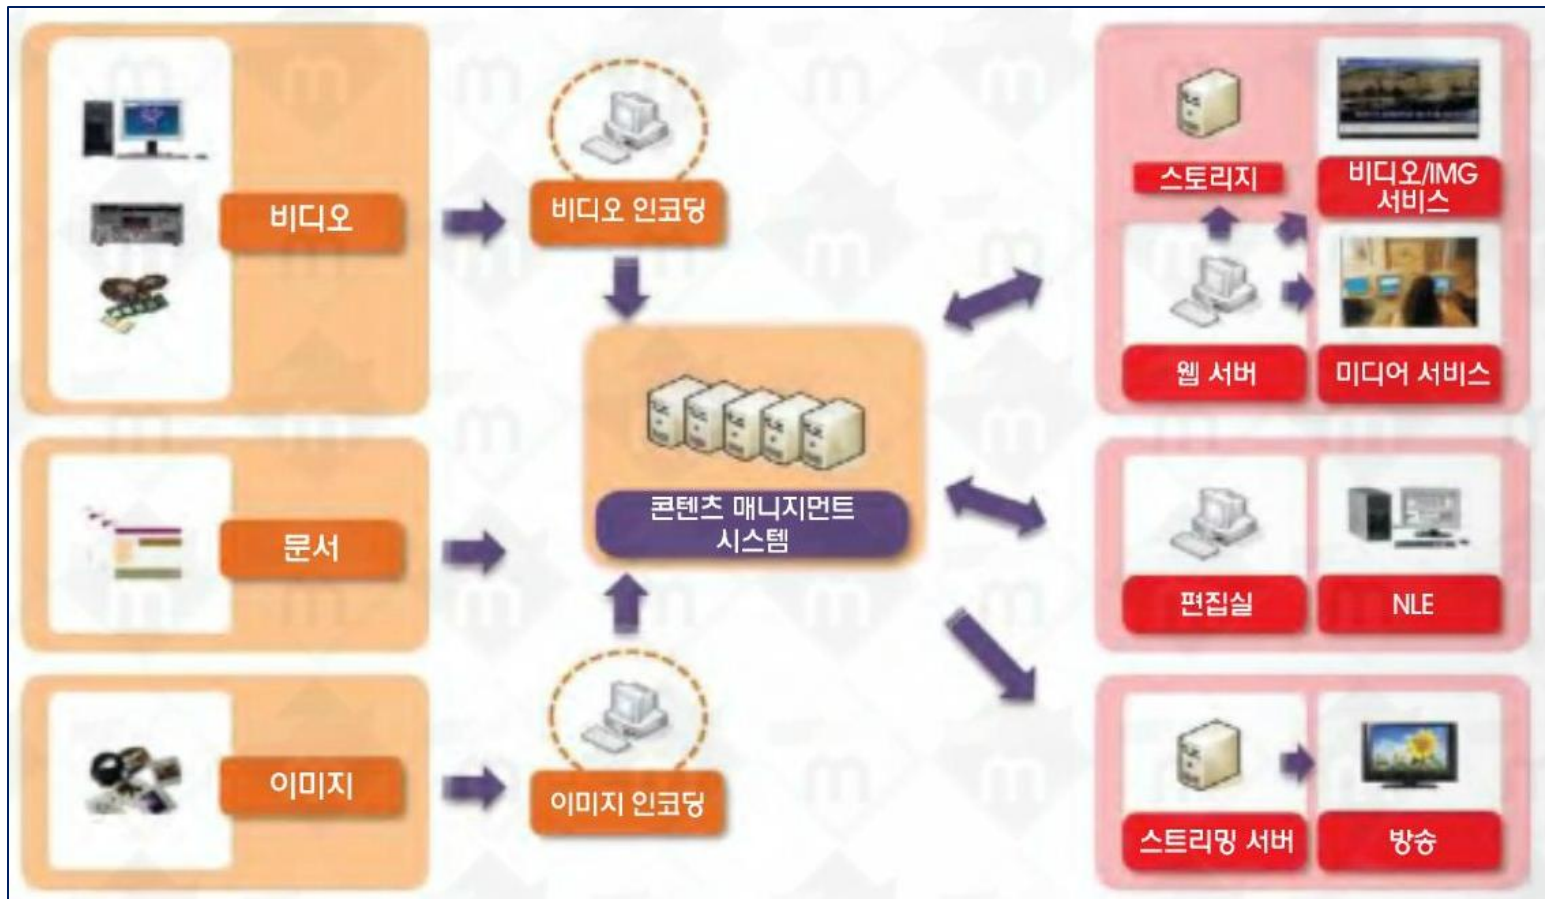 비디오
비디오 인코딩
스토리지
비디오/IMG
서비스
웹 서버
미디어 서비스
콘텐츠 매니지먼트
시스템
문서
편집실
NLE
이미지
이미지 인코딩
스트리밍 서버
방송